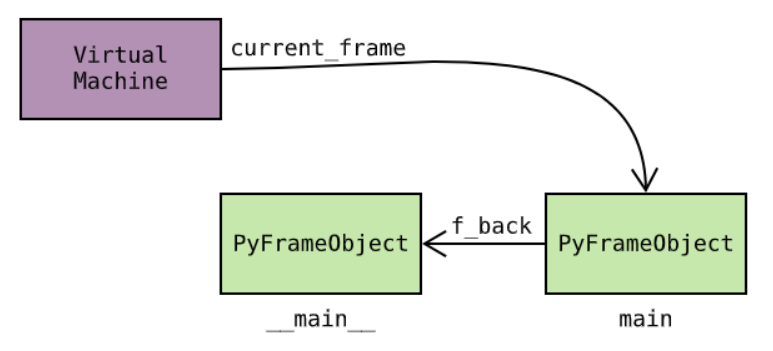 Virtual
Machine
current_frame
PyFrameObject
f_back
PyFrameObject
__main__
main